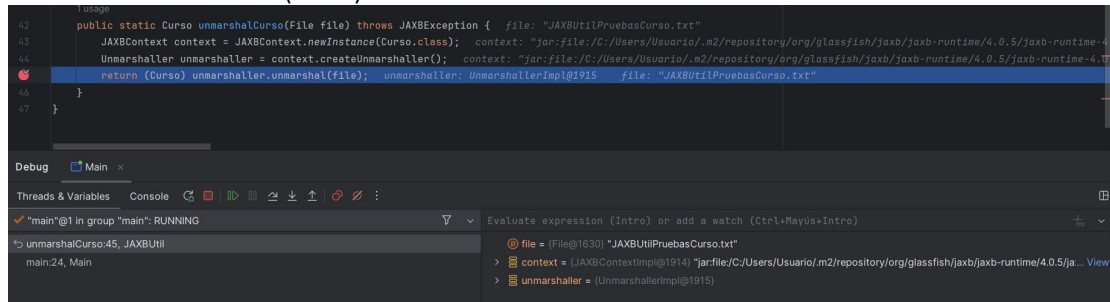 1 usage
42 public static Curso unmarshalCurso(File file) throws JAXBException { file: "JAXBUtilPruebasCurso.txt"
43 JAXBContext context = JAXBContext.newInstance(Curso.class); context: "jar:file:/C:/Users/Usuario/.m2/repository/org/glassfish/jaxb/jaxb-runtime/4.0.5/jaxb-runtime-4
44 Unmarshaller unmarshaller = context.createUnmarshaller(); context: "jar:file:/C:/Users/Usuario/.m2/repository/org/glassfish/jaxb/jaxb-runtime/4.0.5/jaxb-runtime-4.0
return (Curso) unmarshaller.unmarshal(file); unmarshaller: UnmarshallerImpl@1915 file: "JAXBUtilPruebasCurso.txt"
46 }
47 }
Debug Main ×
Threads & Variables Console
"main"@1 in group "main": RUNNING
Evaluate expression (Intro) or add a watch (Ctrl+Mayús+Intro)
unmarshalCurso:45, JAXBUtil
main:24, Main
file = {File@1630} "JAXBUtilPruebasCurso.txt"
context = {JAXBContextImpl@1914} "jar:file:/C:/Users/Usuario/.m2/repository/org/glassfish/jaxb/jaxb-runtime/4.0.5/ja... View
unmarshaller = {UnmarshallerImpl@1915}